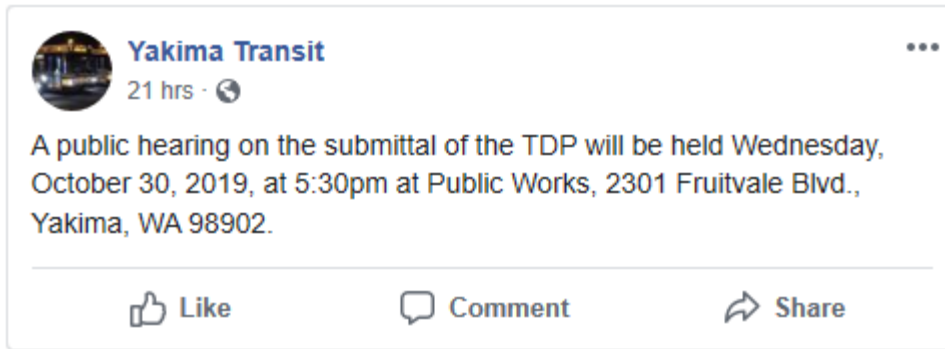 Yakima Transit
21 hrs ·
A public hearing on the submittal of the TDP will be held Wednesday,
October 30, 2019, at 5:30pm at Public Works, 2301 Fruitvale Blvd.,
Yakima, WA 98902.
Like Comment Share